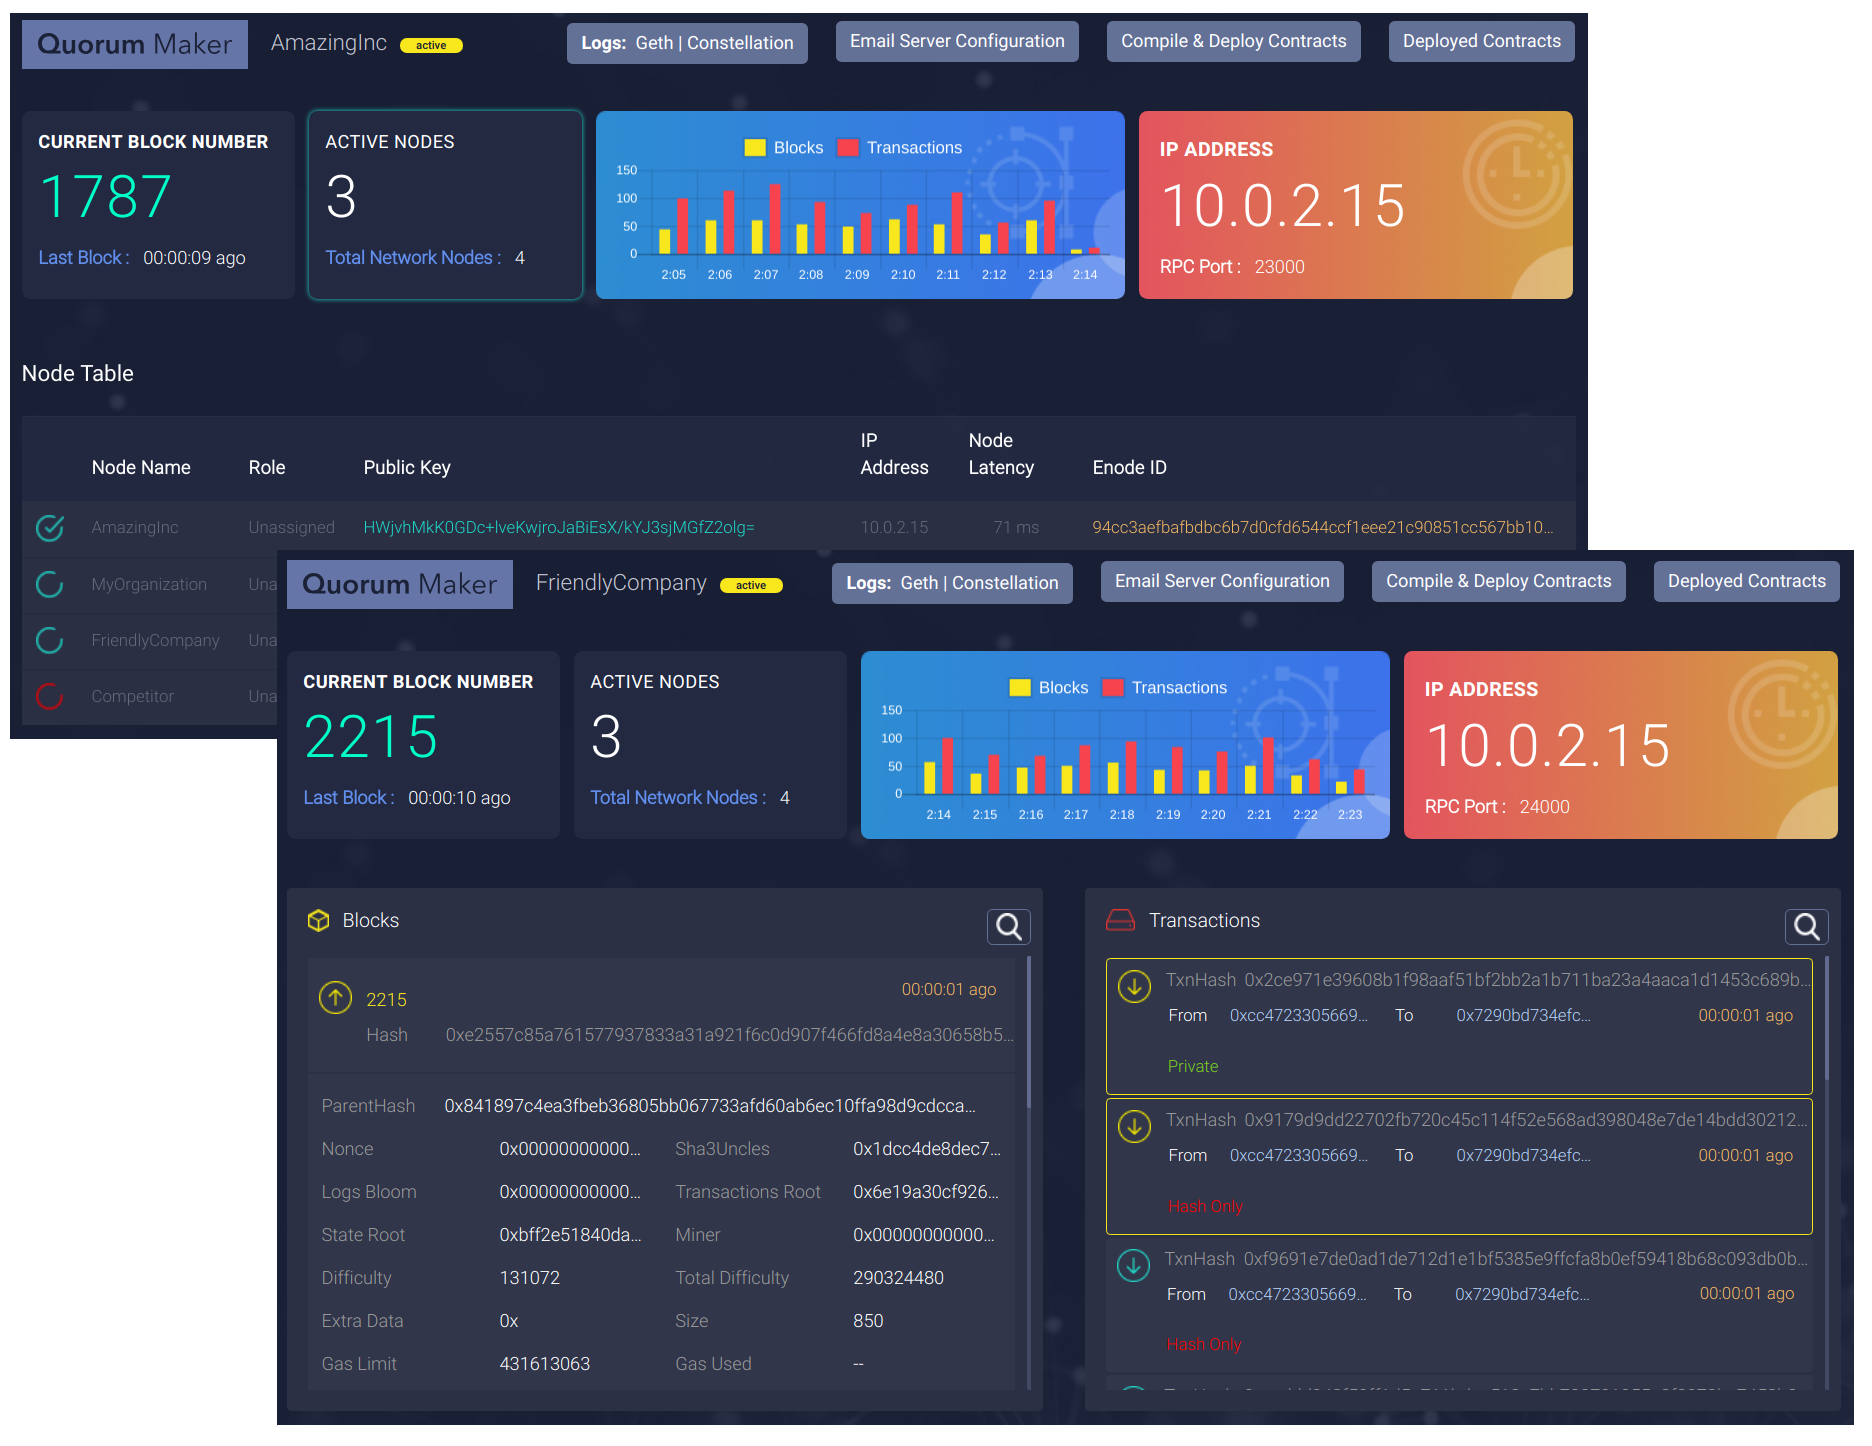 Quorum Maker AmazingInc active Logs: Geth | Constellation Email Server Configuration Compile & Deploy Contracts Deployed Contracts
CURRENT BLOCK NUMBER
1787
Last Block : 00:00:09 ago
ACTIVE NODES
3
Total Network Nodes : 4
Blocks Transactions
150
100
50
0
2:05 2:06 2:07 2:08 2:09 2:10 2:11 2:12 2:13 2:14
IP ADDRESS
10.0.2.15
RPC Port : 23000
Node Table
Node Name Role Public Key IP Address Node Latency Enode ID
AmazingInc Unassigned HWjvhMkK0GDc+lveKwjroJaBiEsX/kYJ3sjMGfZ2olg= 10.0.2.15 71 ms 94cc3aefbafbdbc6b7d0cfd6544ccf1eee21c90851cc567bb10...
MyOrganization Una
FriendlyCompany Una
Competitor Una
Quorum Maker FriendlyCompany active Logs: Geth | Constellation Email Server Configuration Compile & Deploy Contracts Deployed Contracts
CURRENT BLOCK NUMBER
2215
Last Block : 00:00:10 ago
ACTIVE NODES
3
Total Network Nodes : 4
Blocks Transactions
150
100
50
0
2:14 2:15 2:16 2:17 2:18 2:19 2:20 2:21 2:22 2:23
IP ADDRESS
10.0.2.15
RPC Port : 24000
Blocks
2215 00:00:01 ago
Hash 0xe2557c85a761577937833a31a921f6c0d907f466fd8a4e8a30658b5...
ParentHash 0x841897c4ea3fbeb36805bb067733afd60ab6ec10ffa98d9cdcca...
Nonce 0x00000000000... Sha3Uncles 0x1dcc4de8dec7...
Logs Bloom 0x00000000000... Transactions Root 0x6e19a30cf926...
State Root 0xbff2e51840da... Miner 0x00000000000...
Difficulty 131072 Total Difficulty 290324480
Extra Data 0x Size 850
Gas Limit 431613063 Gas Used --
Transactions
TxnHash 0x2ce971e39608b1f98aaf51bf2bb2a1b711ba23a4aaca1d1453c689b...
From 0xcc4723305669... To 0x7290bd734efc... 00:00:01 ago
Private
TxnHash 0x9179d9dd22702fb720c45c114f52e568ad398048e7de14bdd30212...
From 0xcc4723305669... To 0x7290bd734efc... 00:00:01 ago
Hash Only
TxnHash 0xf9691e7de0ad1de712d1e1bf5385e9ffcfa8b0ef59418b68c093db0b...
From 0xcc4723305669... To 0x7290bd734efc... 00:00:01 ago
Hash Only